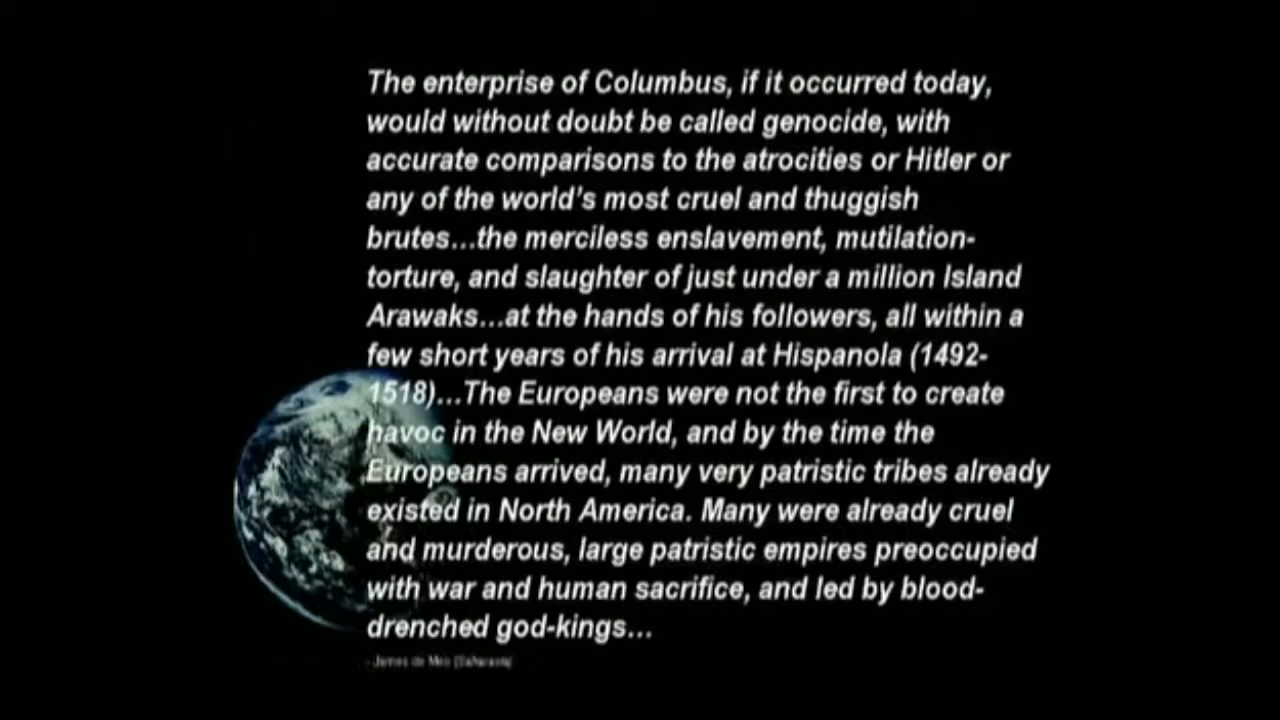 The enterprise of Columbus, if it occurred today,
would without doubt be called genocide, with
accurate comparisons to the atrocities or Hitler or
any of the world's most cruel and thuggish
brutes...the merciless enslavement, mutilation-
torture, and slaughter of just under a million Island
Arawaks...at the hands of his followers, all within a
few short years of his arrival at Hispanola (1492-
1518)...The Europeans were not the first to create
havoc in the New World, and by the time the
Europeans arrived, many very patristic tribes already
existed in North America. Many were already cruel
and murderous, large patristic empires preoccupied
with war and human sacrifice, and led by blood-
drenched god-kings...
- James de Meo